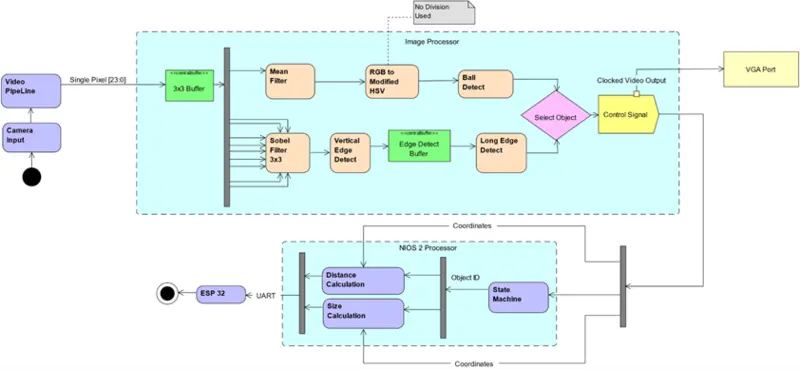 No Division
Used
Image Processor
Video
PipeLine
Single Pixel [23:0]
«centralBuffer»
3x3 Buffer
Mean
Filter
RGB to
Modified
HSV
Ball
Detect
Clocked Video Output
VGA Port
Select Object
Control Signal
Camera
Input
Sobel
Filter
3x3
Vertical
Edge
Detect
«centralBuffer»
Edge Detect
Buffer
Long Edge
Detect
Coordinates
NIOS 2 Processor
Distance
Calculation
Object ID
State
Machine
ESP 32
UART
Size
Calculation
Coordinates